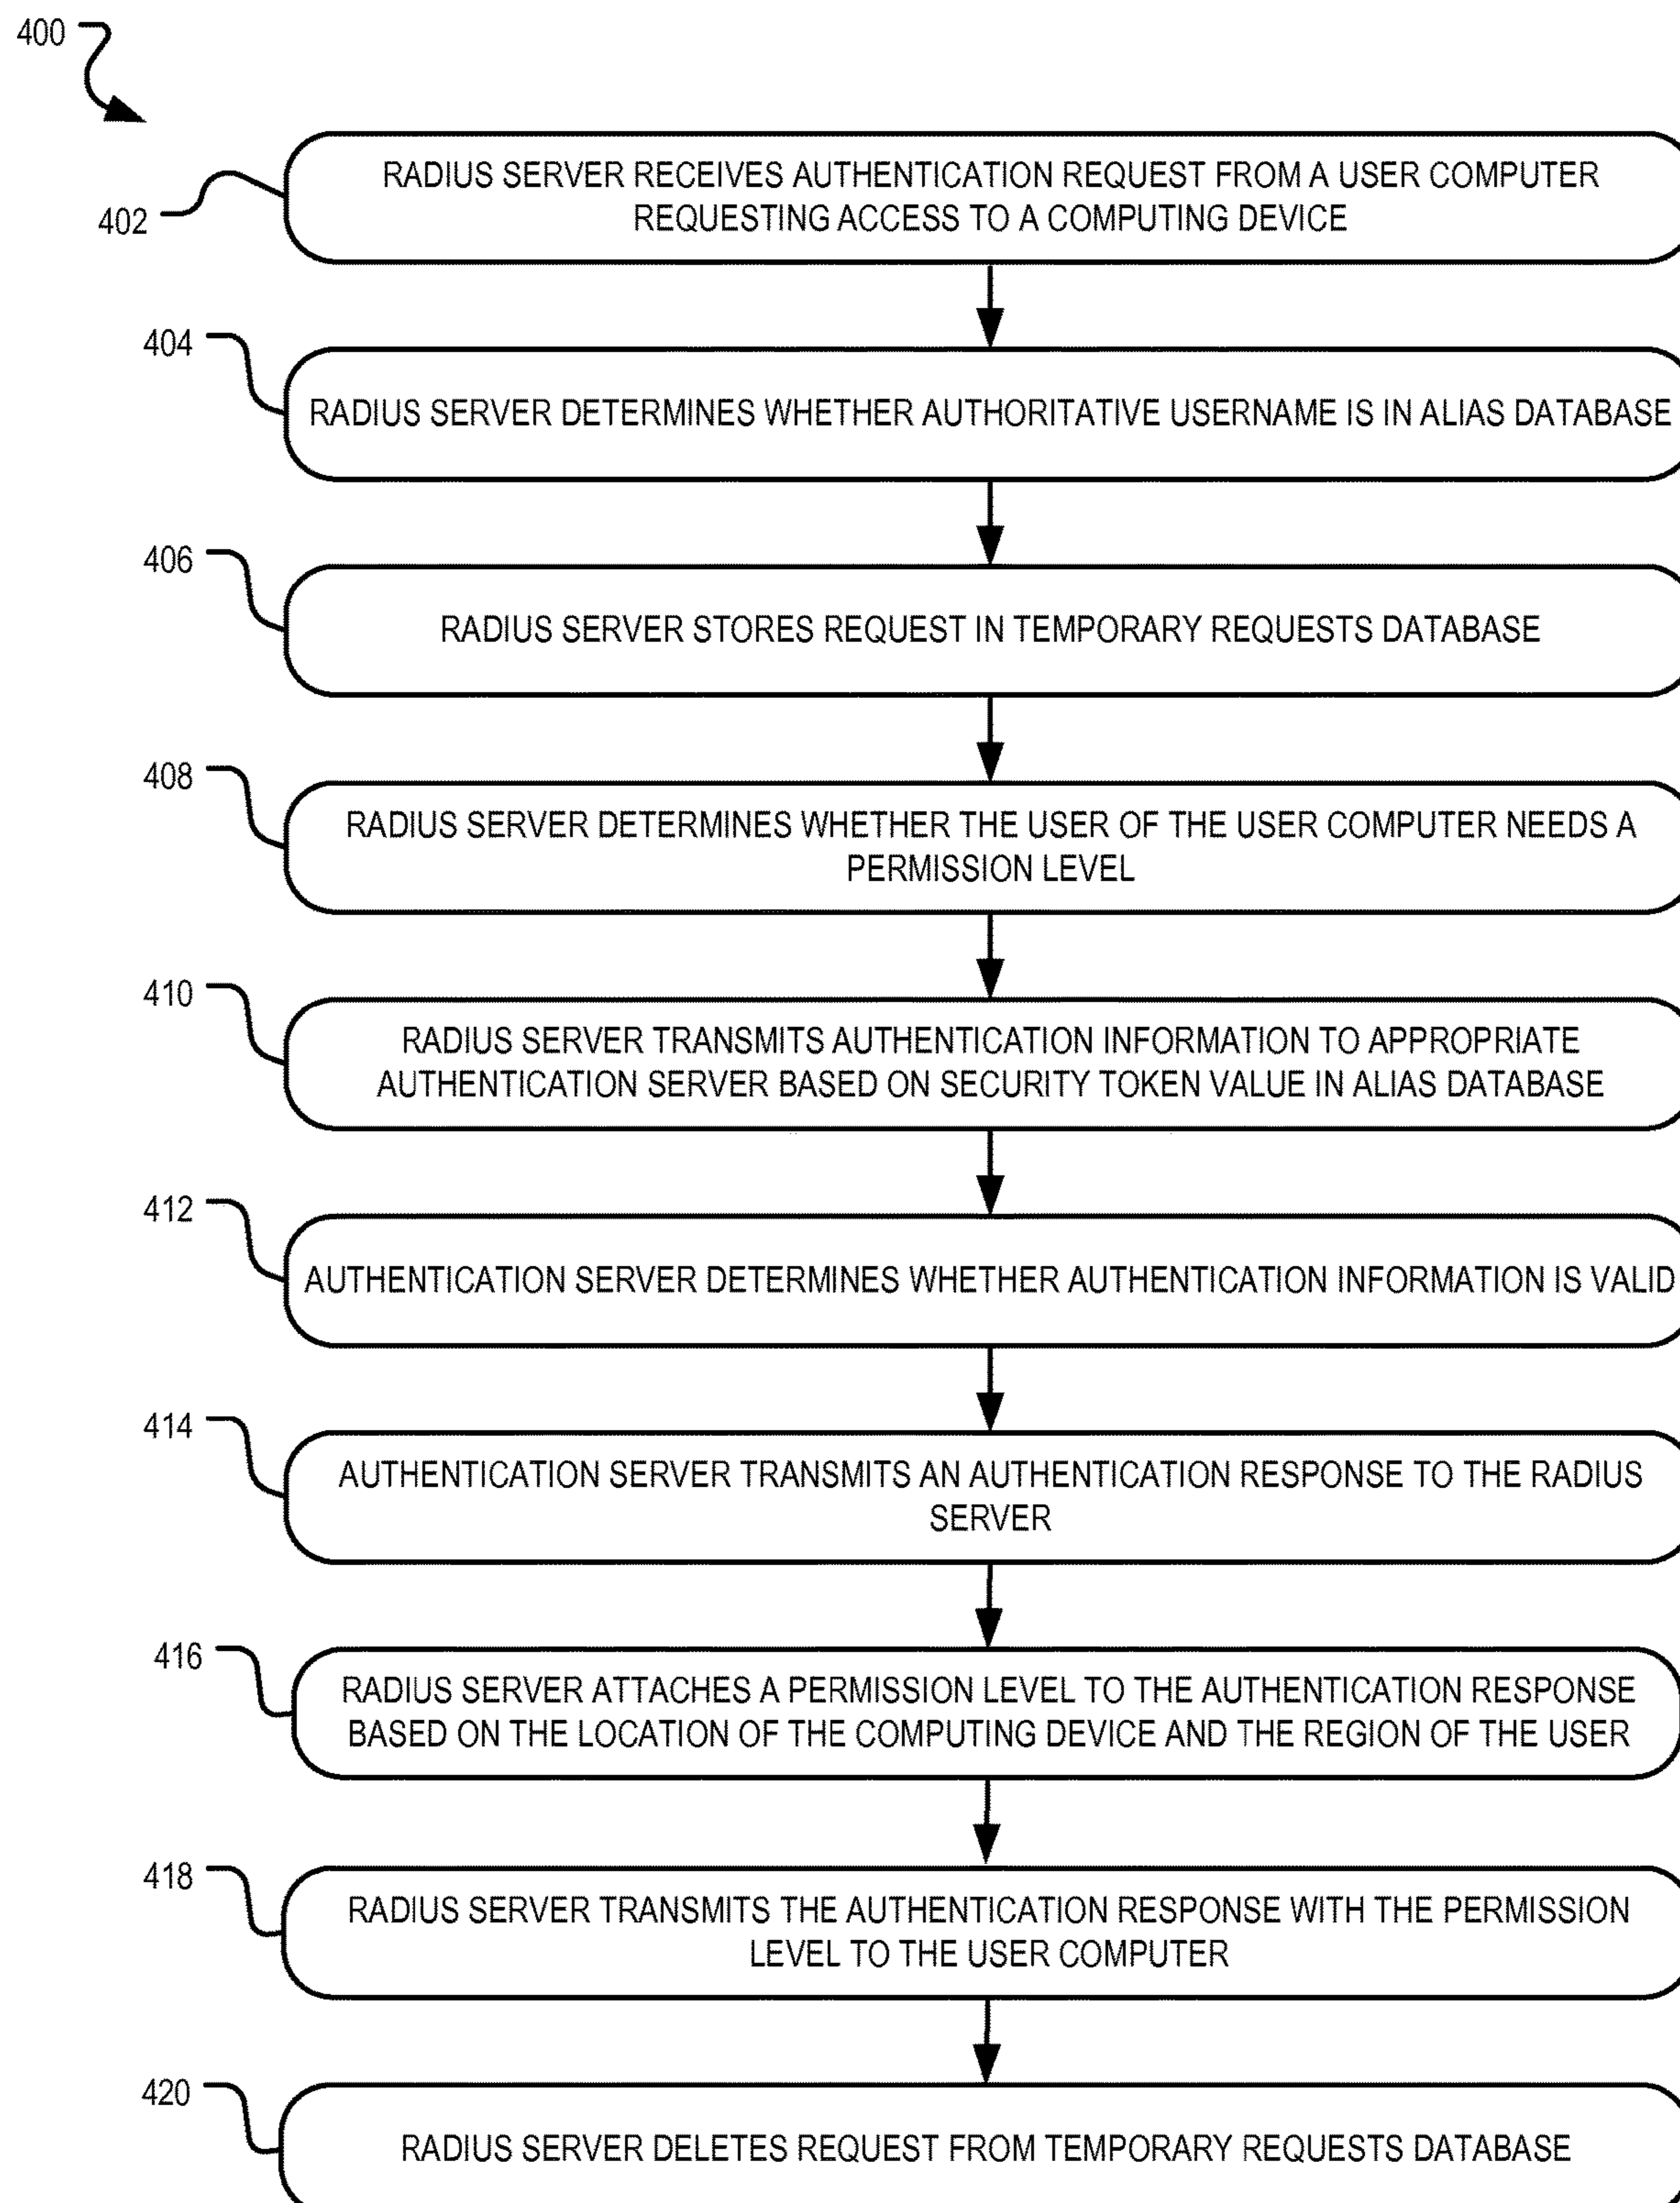 400
402
RADIUS SERVER RECEIVES AUTHENTICATION REQUEST FROM A USER COMPUTER
REQUESTING ACCESS TO A COMPUTING DEVICE
404
RADIUS SERVER DETERMINES WHETHER AUTHORITATIVE USERNAME IS IN ALIAS DATABASE
406
RADIUS SERVER STORES REQUEST IN TEMPORARY REQUESTS DATABASE
408
RADIUS SERVER DETERMINES WHETHER THE USER OF THE USER COMPUTER NEEDS A
PERMISSION LEVEL
410
RADIUS SERVER TRANSMITS AUTHENTICATION INFORMATION TO APPROPRIATE
AUTHENTICATION SERVER BASED ON SECURITY TOKEN VALUE IN ALIAS DATABASE
412
AUTHENTICATION SERVER DETERMINES WHETHER AUTHENTICATION INFORMATION IS VALID
414
AUTHENTICATION SERVER TRANSMITS AN AUTHENTICATION RESPONSE TO THE RADIUS
SERVER
416
RADIUS SERVER ATTACHES A PERMISSION LEVEL TO THE AUTHENTICATION RESPONSE
BASED ON THE LOCATION OF THE COMPUTING DEVICE AND THE REGION OF THE USER
418
RADIUS SERVER TRANSMITS THE AUTHENTICATION RESPONSE WITH THE PERMISSION
LEVEL TO THE USER COMPUTER
420
RADIUS SERVER DELETES REQUEST FROM TEMPORARY REQUESTS DATABASE